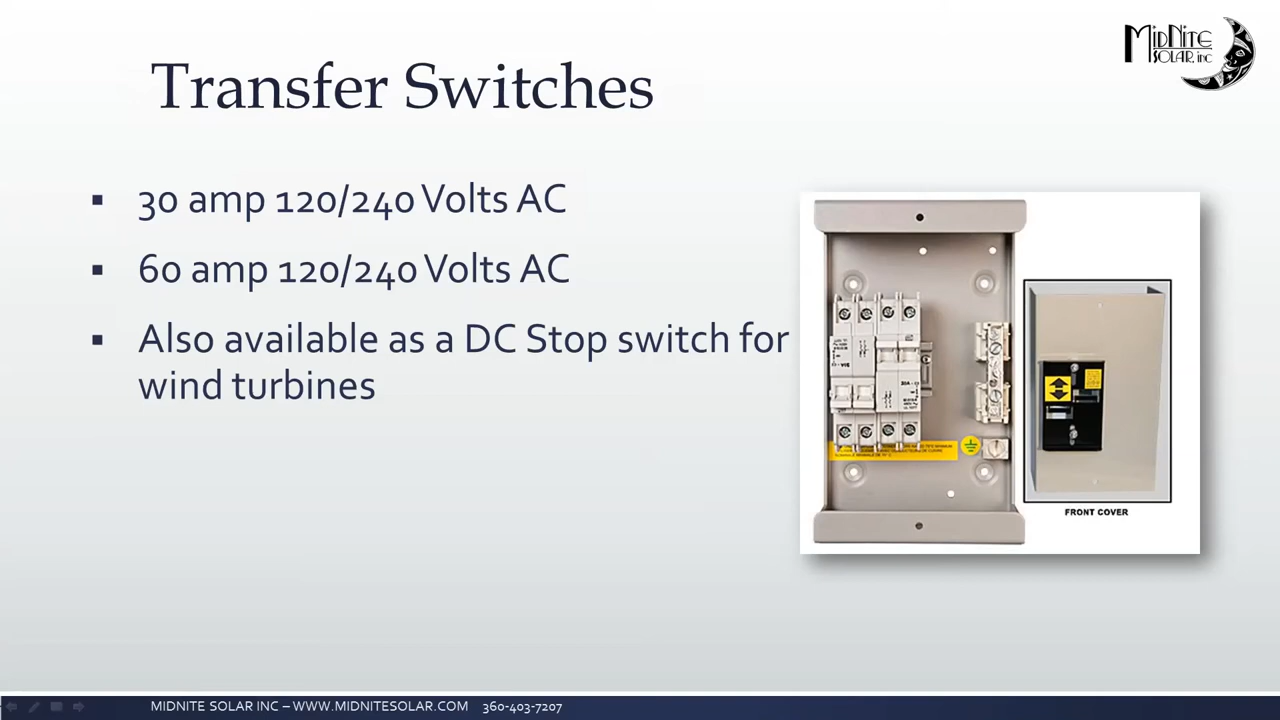 MIDNITE
SOLAR, INC
Transfer Switches
30 amp 120/240 Volts AC
60 amp 120/240 Volts AC
Also available as a DC Stop switch for
wind turbines
FRONT COVER
MIDNITE SOLAR INC – WWW.MIDNITESOLAR.COM 360-403-7207